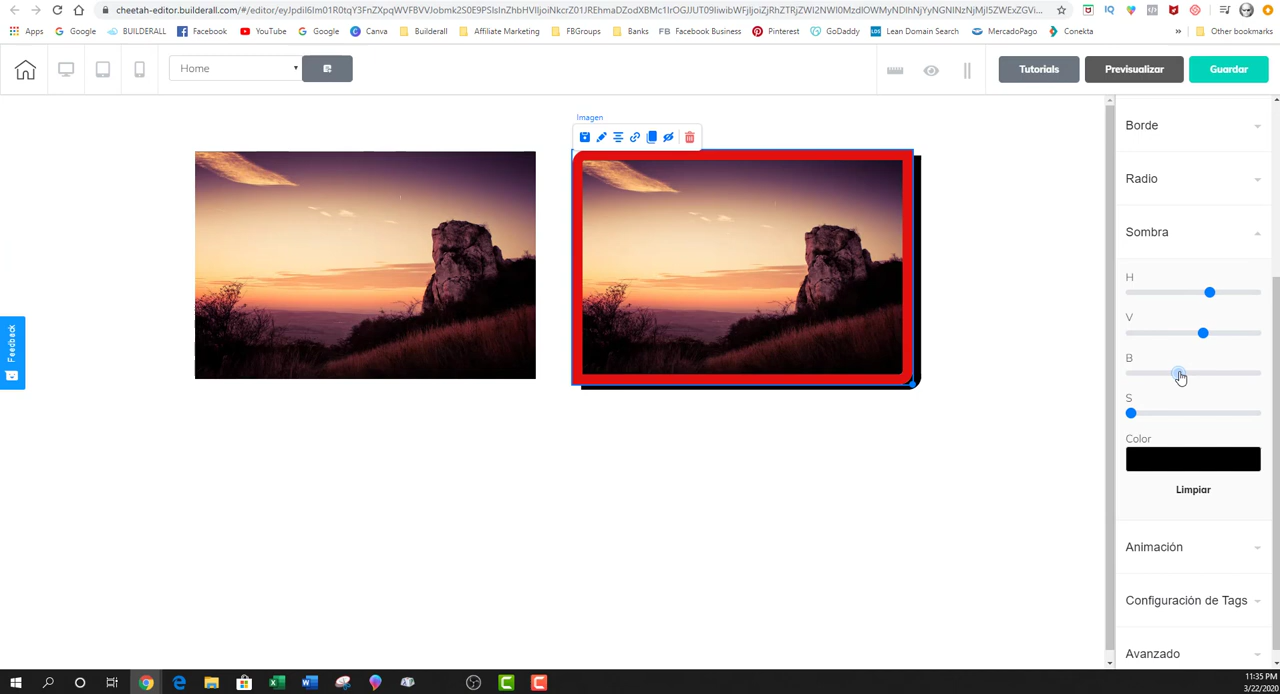 cheetah-editor.builderall.com/#/editor/
Apps
Google
BUILDERALL
YouTube
Google
Canva
Builderall
Affiliate Marketing
FBGroups
Banks
FB Facebook Business
Pinterest
GoDaddy
LDS Lean Domain Search
MercadoPago
Conekta
»
Other bookmarks
Home
Tutorials
Previsualizar
Guardar
Imagen
Borde
Radio
Sombra
H
V
B
S
Color
Limpiar
Animación
Configuración de Tags
Avanzado
Feedback
11:35 PM
3/22/2020